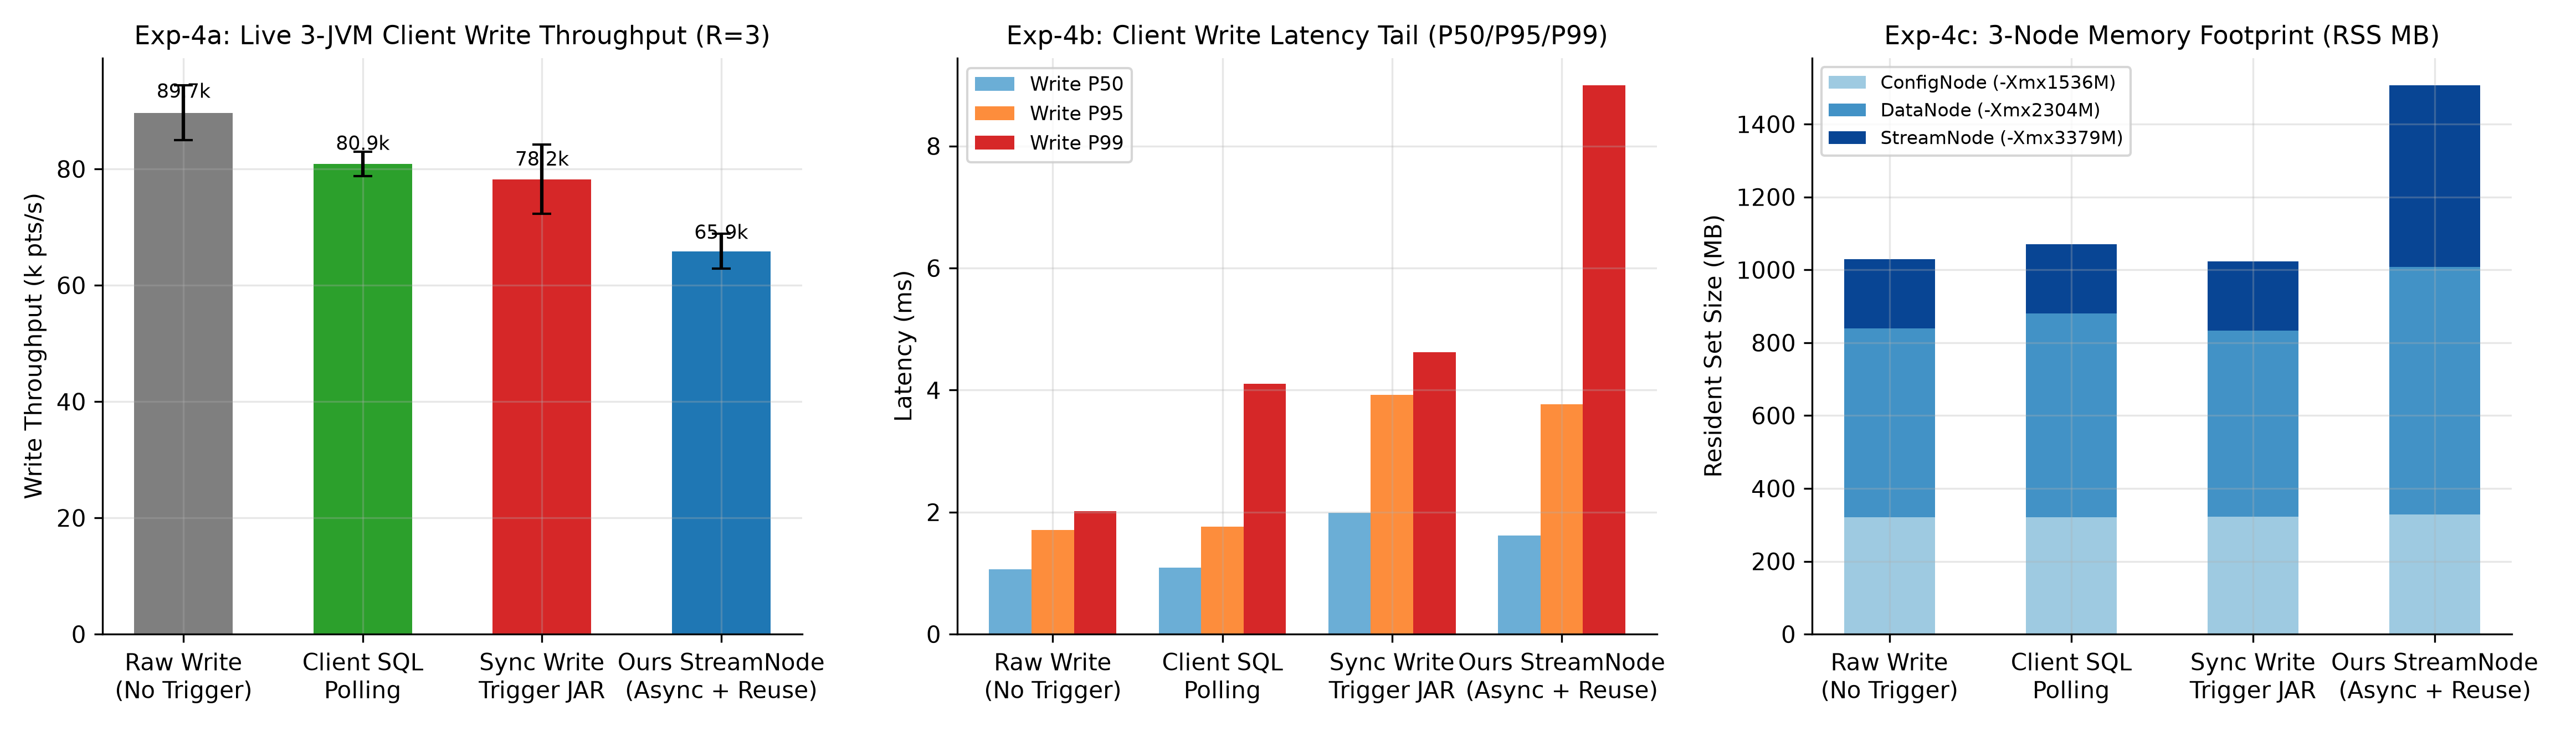 Exp-4a: Live 3-JVM Client Write Throughput (R=3)
Write Throughput (k pts/s)
80
60
40
20
0
89.7k
80.9k
78.2k
65.9k
Raw Write
(No Trigger)
Client SQL
Polling
Sync Write
Trigger JAR
Ours StreamNode
(Async + Reuse)
Exp-4b: Client Write Latency Tail (P50/P95/P99)
Write P50
Write P95
Write P99
Latency (ms)
8
6
4
2
0
Raw Write
(No Trigger)
Client SQL
Polling
Sync Write
Trigger JAR
Ours StreamNode
(Async + Reuse)
Exp-4c: 3-Node Memory Footprint (RSS MB)
ConfigNode (-Xmx1536M)
DataNode (-Xmx2304M)
StreamNode (-Xmx3379M)
Resident Set Size (MB)
1400
1200
1000
800
600
400
200
0
Raw Write
(No Trigger)
Client SQL
Polling
Sync Write
Trigger JAR
Ours StreamNode
(Async + Reuse)